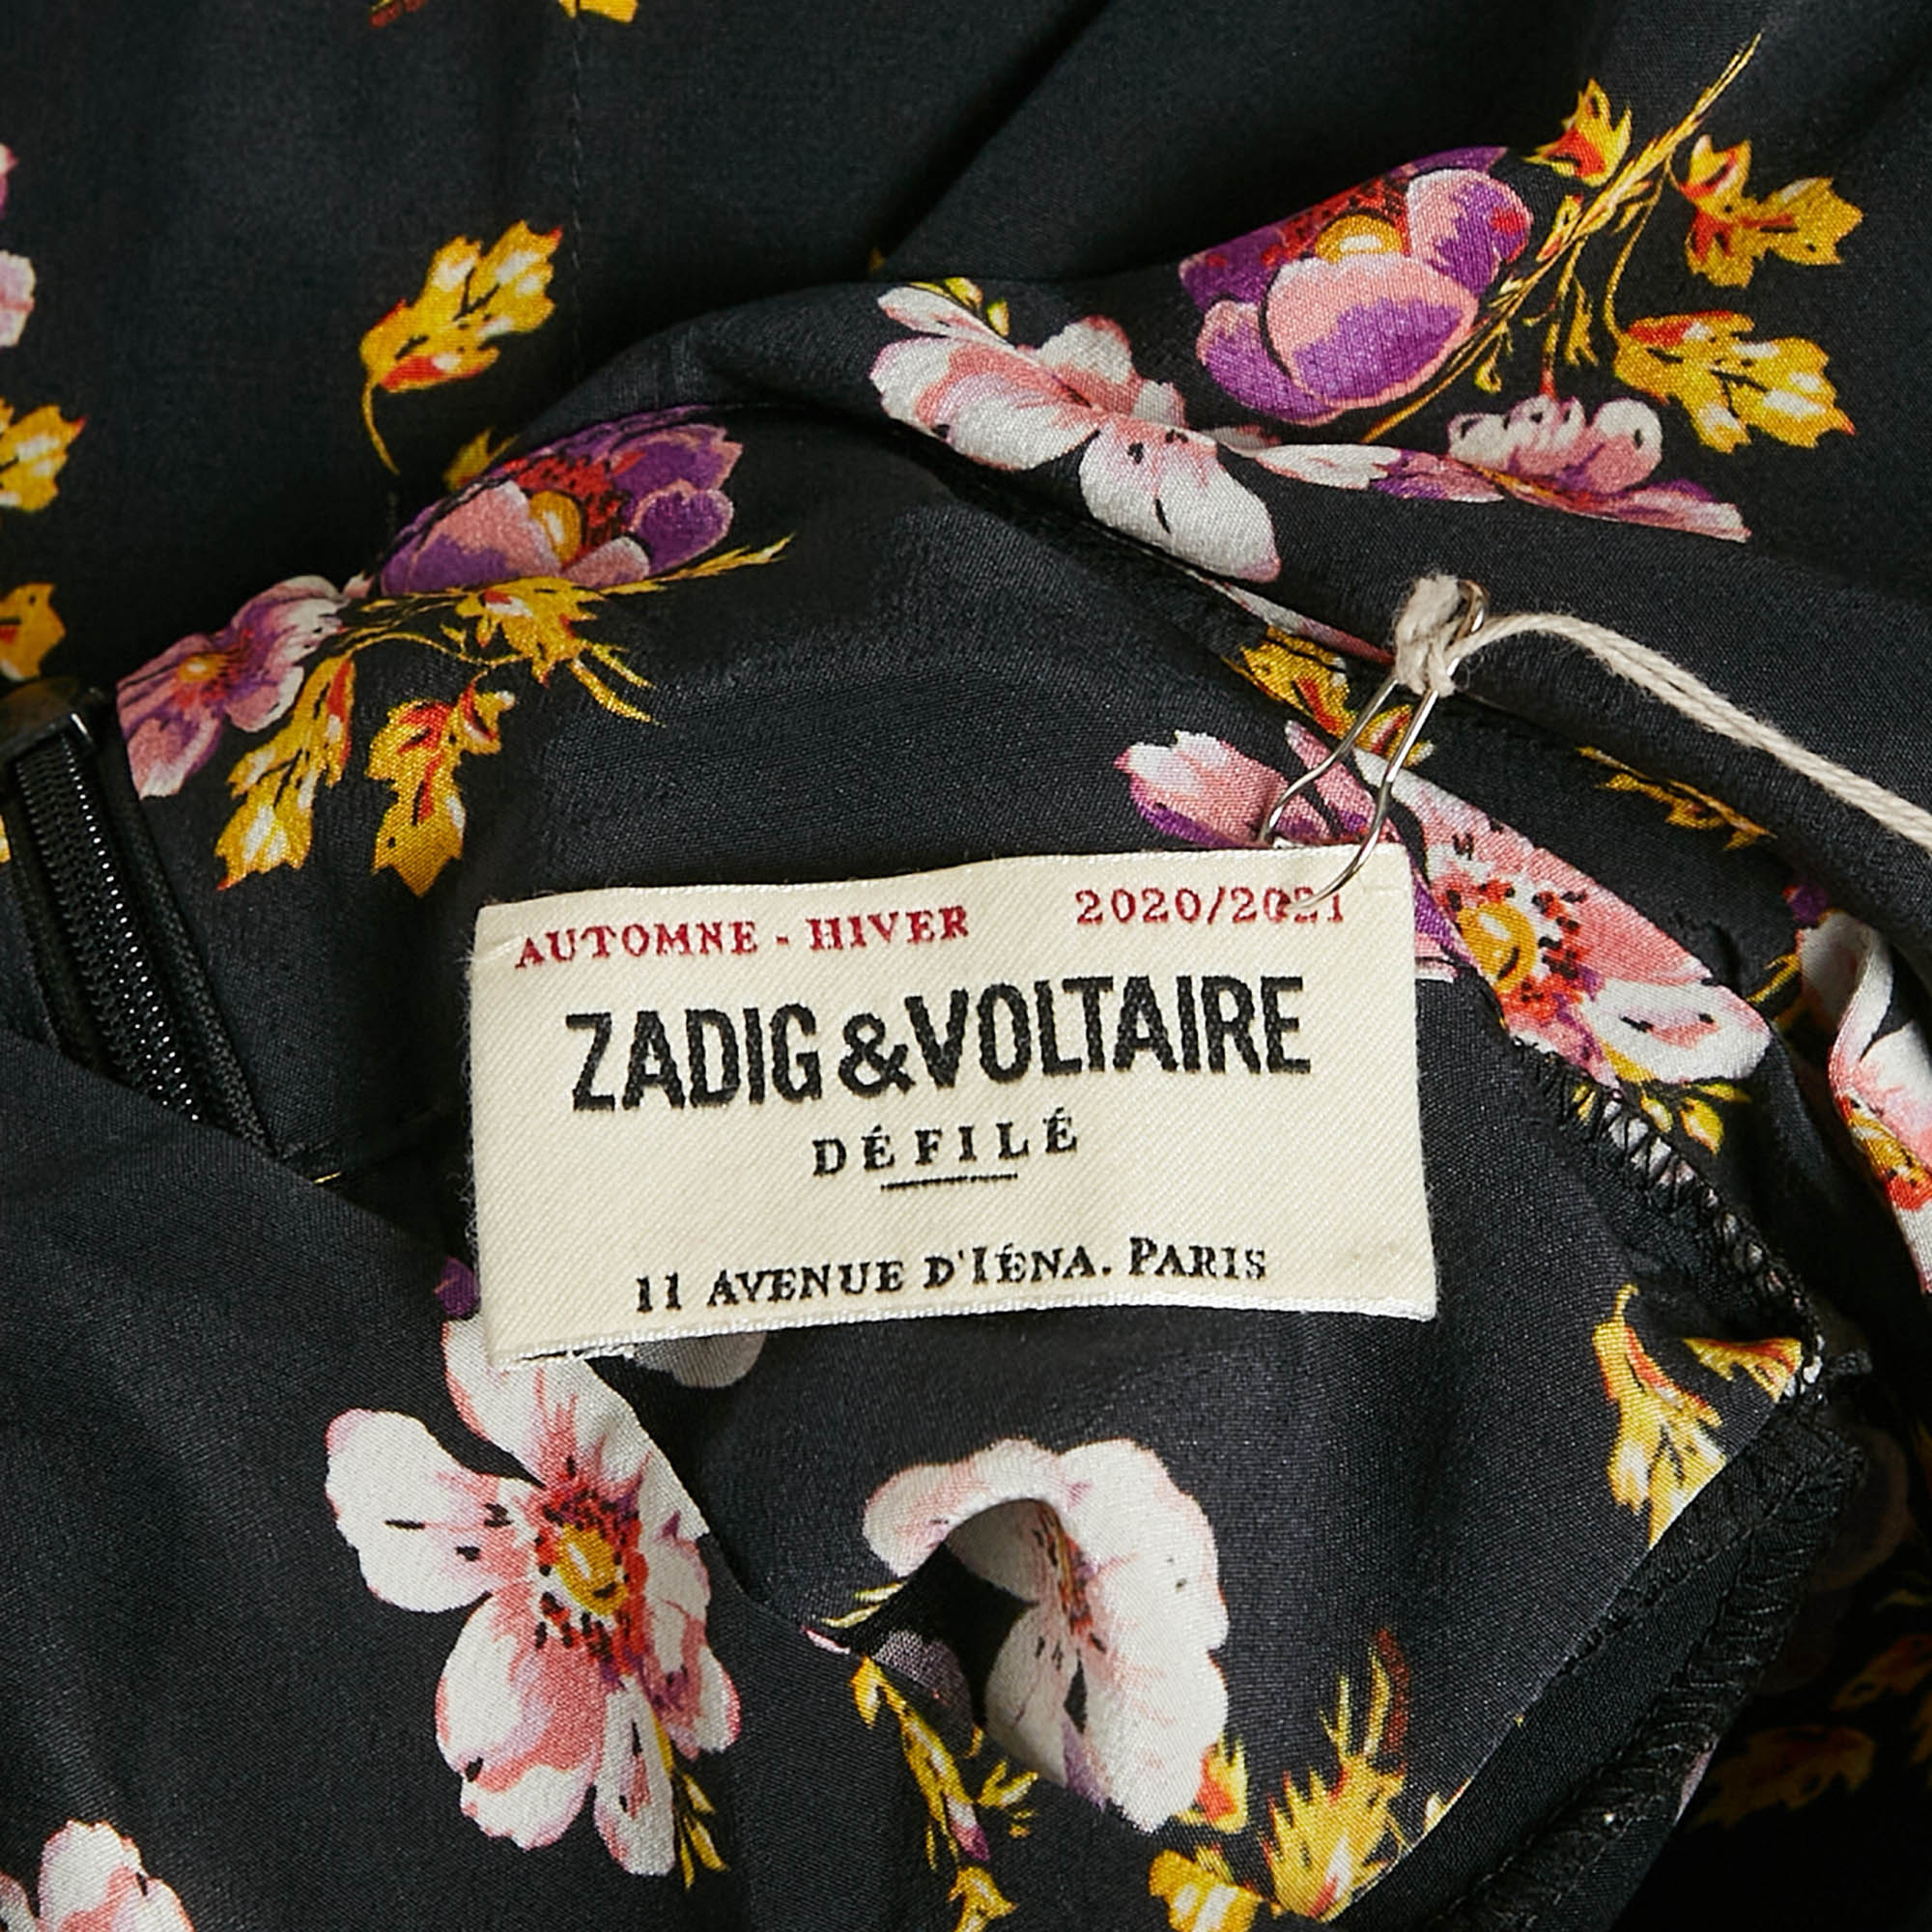 AUTOMNE - HIVER 2020/2021
ZADIG&VOLTAIRE
DÉFILÉ
11 AVENUE D'IÉNA. PARIS